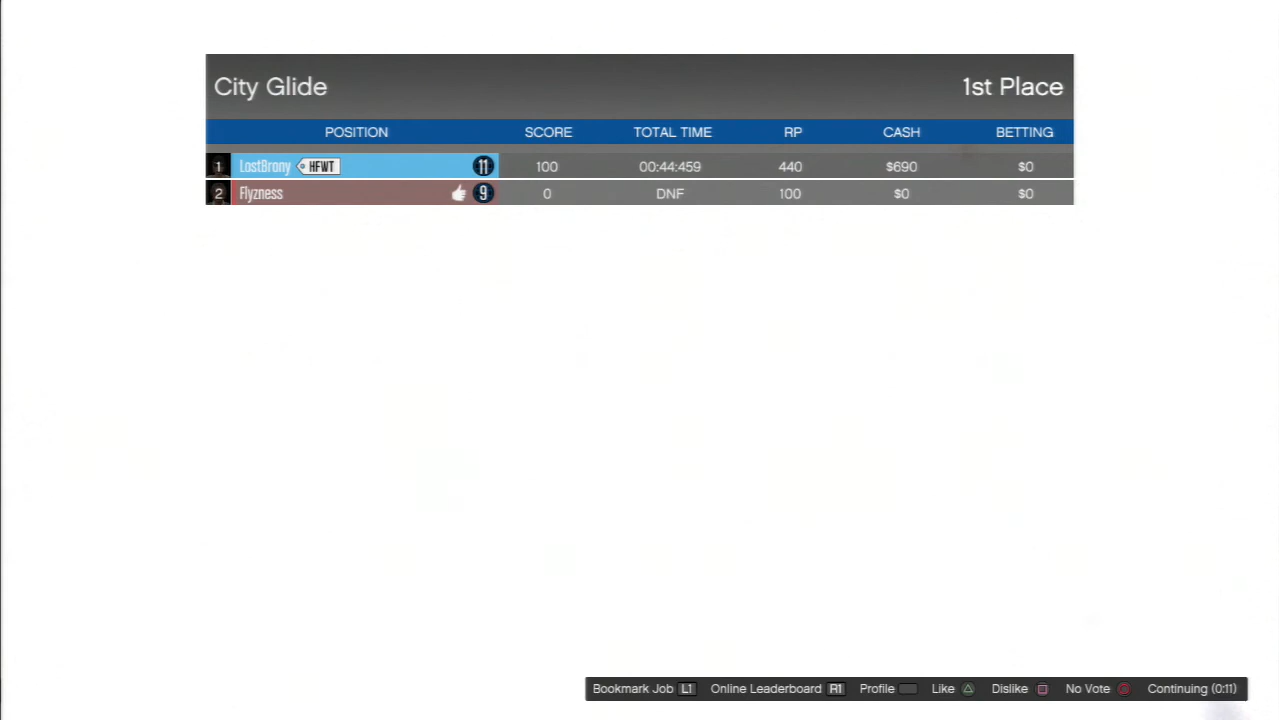 City Glide 1st Place
POSITION SCORE TOTAL TIME RP CASH BETTING
1 LostBrony HFWT 11 100 00:44:459 440 $690 $0
2 Flyzness 9 0 DNF 100 $0 $0
Bookmark Job L1 Online Leaderboard R1 Profile Like Dislike No Vote Continuing (0:11)